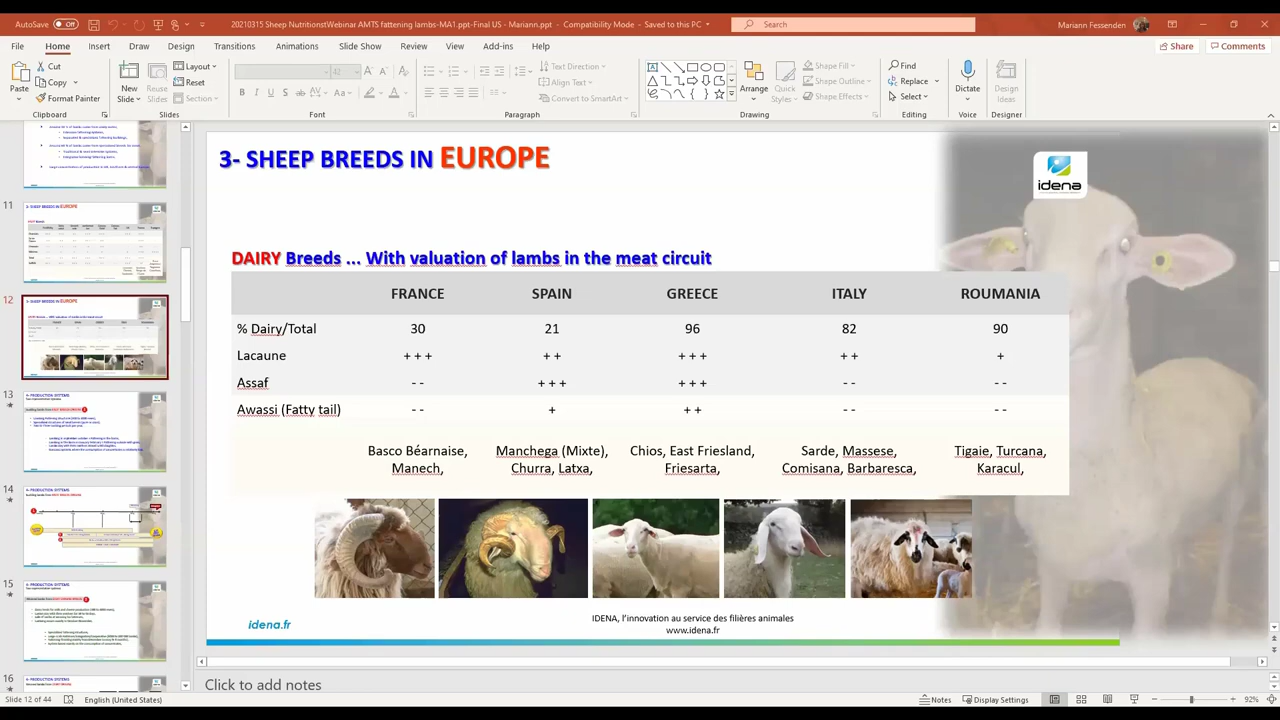 AutoSave Off 20210315 Sheep NutritionstWebinar AMTS fattening lambs-MA1.ppt-Final US - Mariann.ppt - Compatibility Mode - Saved to this PC Search Mariann Fessenden
File Home Insert Draw Design Transitions Animations Slide Show Review View Add-ins Help Share Comments
Paste Cut Copy Format Painter
Clipboard
New Slide Reuse Slides Layout Reset Section
Slides
Font
Text Direction Align Text Convert to SmartArt
Paragraph
Arrange Quick Styles Shape Fill Shape Outline Shape Effects
Drawing
Find Replace Select
Editing
Dictate
Voice
Design Ideas
Designer
11
12
13
14
15
16
3- SHEEP BREEDS IN EUROPE
idena
DAIRY Breeds ... With valuation of lambs in the meat circuit
FRANCE SPAIN GREECE ITALY ROUMANIA
% Dairy/Total 30 21 96 82 90
Lacaune + + + + + + + + + + +
Assaf - - + + + + + + - - - -
Awassi (Fatty tail) - - + + + - - - -
Basco Béarnaise, Manchega (Mixte), Chios, East Friesland, Sarde, Massese, Tigaie, Turcana,
Manech, Churra, Latxa, Friesarta, Comisana, Barbaresca, Karacul,
idena.fr
IDENA, l'innovation au service des filières animales
www.idena.fr
Click to add notes
Slide 12 of 44 English (United States) Notes Display Settings 92%